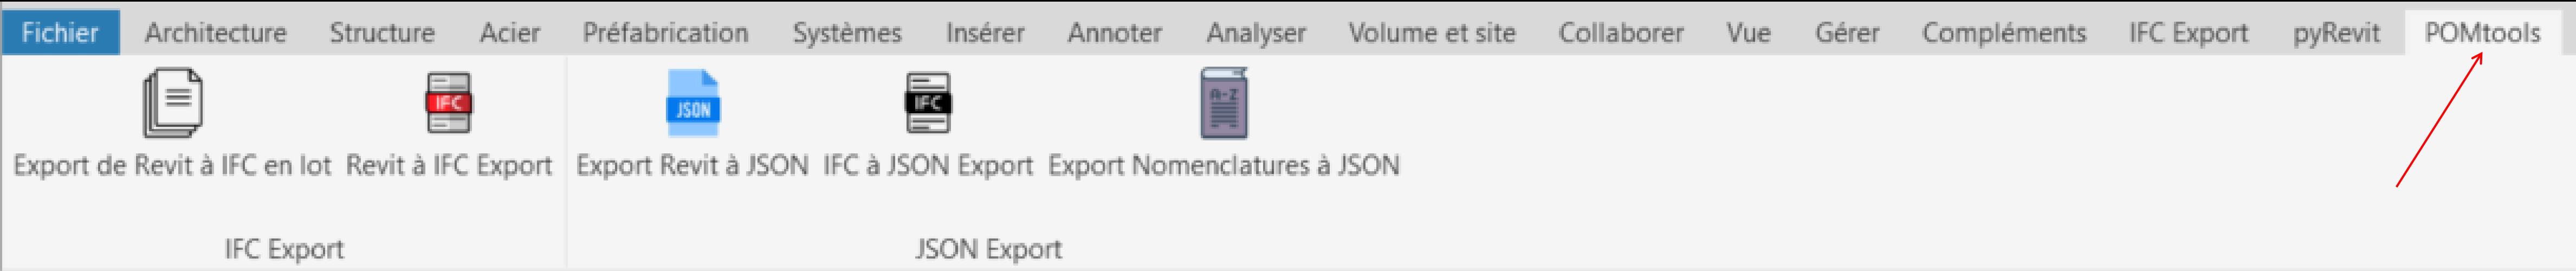 Fichier Architecture Structure Acier Préfabrication Systèmes Insérer Annoter Analyser Volume et site Collaborer Vue Gérer Compléments IFC Export pyRevit POMtools
IFC JSON IFC A-Z
Export de Revit à IFC en lot Revit à IFC Export Export Revit à JSON IFC à JSON Export Export Nomenclatures à JSON
IFC Export JSON Export